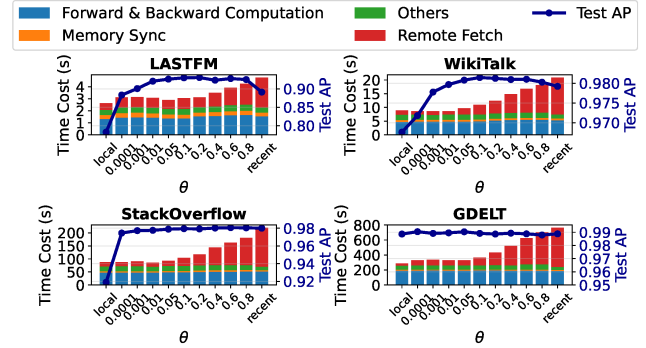 Forward & Backward Computation
Others
Test AP
Memory Sync
Remote Fetch
LASTFM
WikiTalk
Time Cost (s)
4
3
2
1
0
0.90
0.85
0.80
Test AP
local
0.0001
0.001
0.01
0.05
0.1
0.2
0.4
0.6
0.8
recent
θ
Time Cost (s)
20
15
10
5
0
0.980
0.975
0.970
Test AP
local
0.0001
0.001
0.01
0.05
0.1
0.2
0.4
0.6
0.8
recent
θ
StackOverflow
GDELT
Time Cost (s)
200
150
100
50
0
0.98
0.96
0.94
0.92
Test AP
local
0.0001
0.001
0.01
0.05
0.1
0.2
0.4
0.6
0.8
recent
θ
Time Cost (s)
800
600
400
200
0
0.99
0.98
0.97
0.96
0.95
Test AP
local
0.0001
0.001
0.01
0.05
0.1
0.2
0.4
0.6
0.8
recent
θ